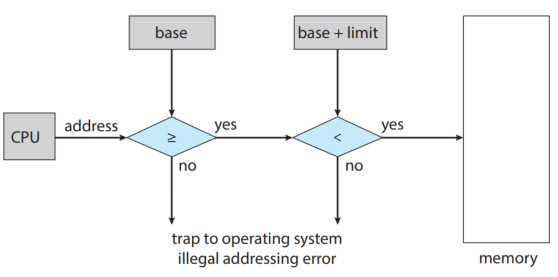 base
base + limit
CPU
address
≥
yes
<
yes
no
no
trap to operating system
illegal addressing error
memory